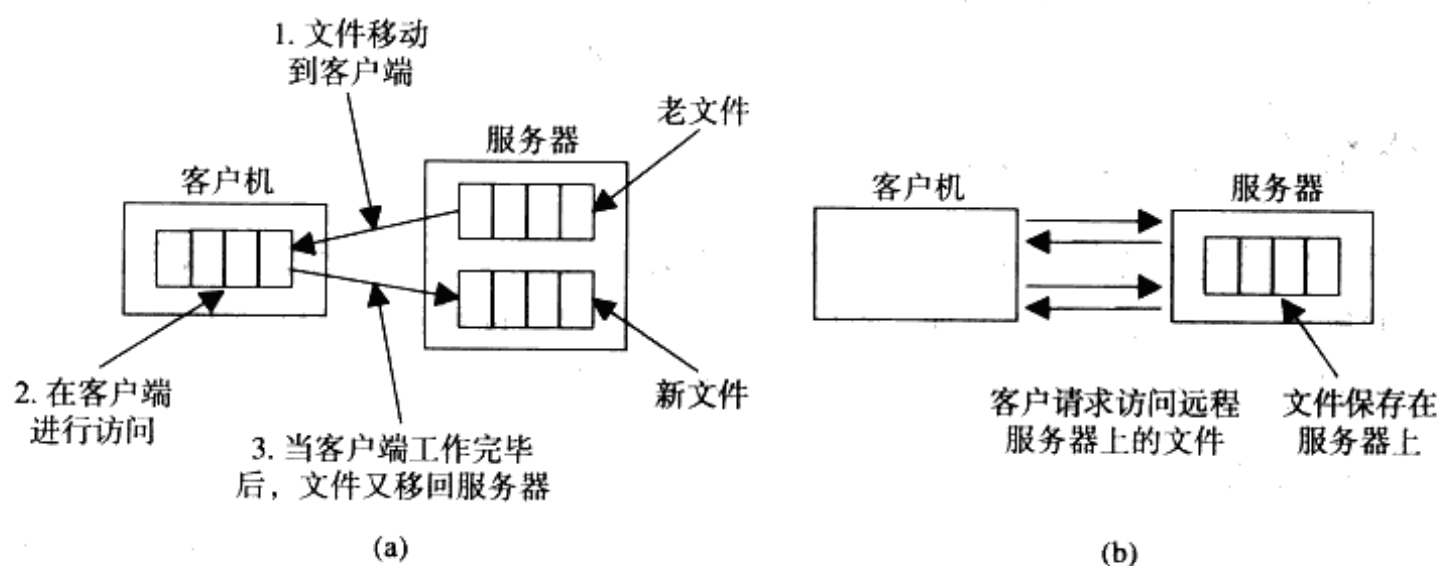 1. 文件移动
到客户端
老文件
服务器
客户机
2. 在客户端
进行访问
新文件
3. 当客户端工作完毕
后，文件又移回服务器
(a)
客户机
服务器
客户请求访问远程
服务器上的文件
文件保存在
服务器上
(b)